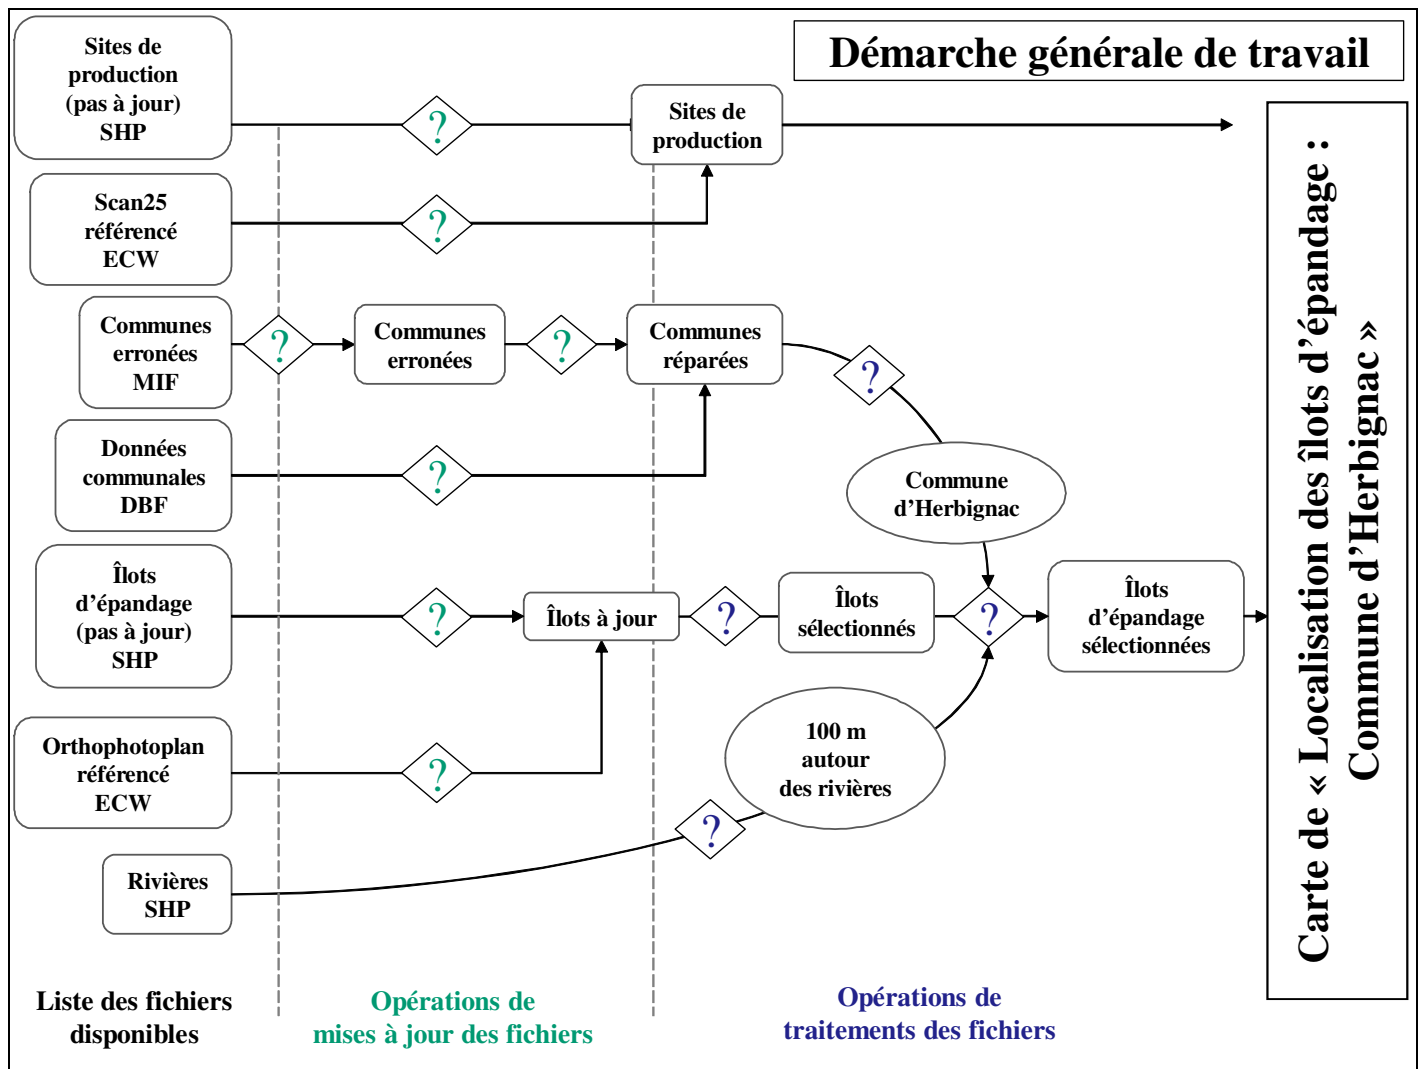 Démarche générale de travail
Sites de
production
(pas à jour)
SHP
?
Sites de
production
Scan25
référencé
ECW
?
Communes
erronées
MIF
?
Communes
erronées
?
Communes
réparées
?
Données
communales
DBF
?
Commune
d’Herbignac
Îlots
d’épandage
(pas à jour)
SHP
?
Îlots à jour
?
Îlots
sélectionnés
?
Îlots
d’épandage
sélectionnées
Orthophotoplan
référencé
ECW
?
100 m
autour
des rivières
?
Rivières
SHP
Carte de « Localisation des îlots d’épandage :
Commune d’Herbignac »
Liste des fichiers
disponibles
Opérations de
mises à jour des fichiers
Opérations de
traitements des fichiers